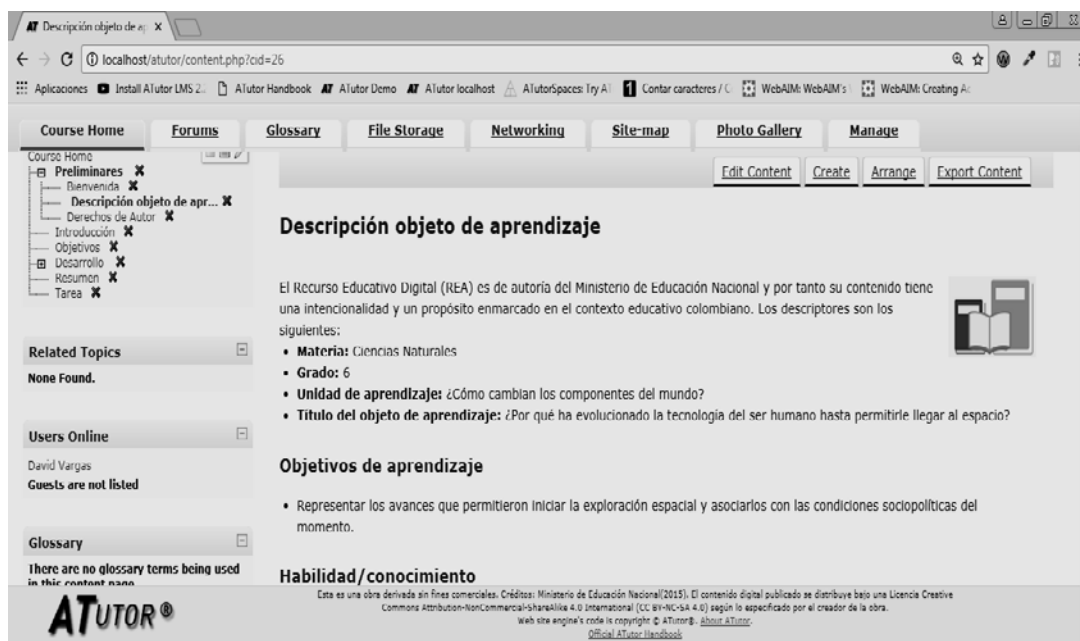 AT Descripción objeto de a
localhost/atutor/content.php?cid=26
Aplicaciones Install ATutor LMS 2.. ATutor Handbook AT ATutor Demo AT ATutor localhost ATutorSpaces: Try AT 1 Contar caracteres / C WebAIM: WebAIM's WebAIM: Creating Ac
Course Home Forums Glossary File Storage Networking Site-map Photo Gallery Manage
Course Home
Preliminares
Bienvenida
Descripción objeto de apr...
Derechos de Autor
Introducción
Objetivos
Desarrollo
Resumen
Tarea
Related Topics
None Found.
Users Online
David Vargas
Guests are not listed
Glossary
There are no glossary terms being used
in this content page
Edit Content Create Arrange Export Content
Descripción objeto de aprendizaje
El Recurso Educativo Digital (REA) es de autoría del Ministerio de Educación Nacional y por tanto su contenido tiene
una intencionalidad y un propósito enmarcado en el contexto educativo colombiano. Los descriptores son los
siguientes:
• Materia: Ciencias Naturales
• Grado: 6
• Unidad de aprendizaje: ¿Cómo cambian los componentes del mundo?
• Título del objeto de aprendizaje: ¿Por qué ha evolucionado la tecnología del ser humano hasta permitirle llegar al espacio?
Objetivos de aprendizaje
• Representar los avances que permitieron iniciar la exploración espacial y asociarlos con las condiciones sociopolíticas del
momento.
Habilidad/conocimiento
ATUTOR®
Esta es una obra derivada sin fines comerciales. Créditos: Ministerio de Educación Nacional(2015). El contenido digital publicado se distribuye bajo una Licencia Creative
Commons Attribution-NonCommercial-ShareAlike 4.0 International (CC BY-NC-SA 4.0) según lo especificado por el creador de la obra.
Web site engine's code is copyright © ATutor®. About ATutor.
Official ATutor Handbook